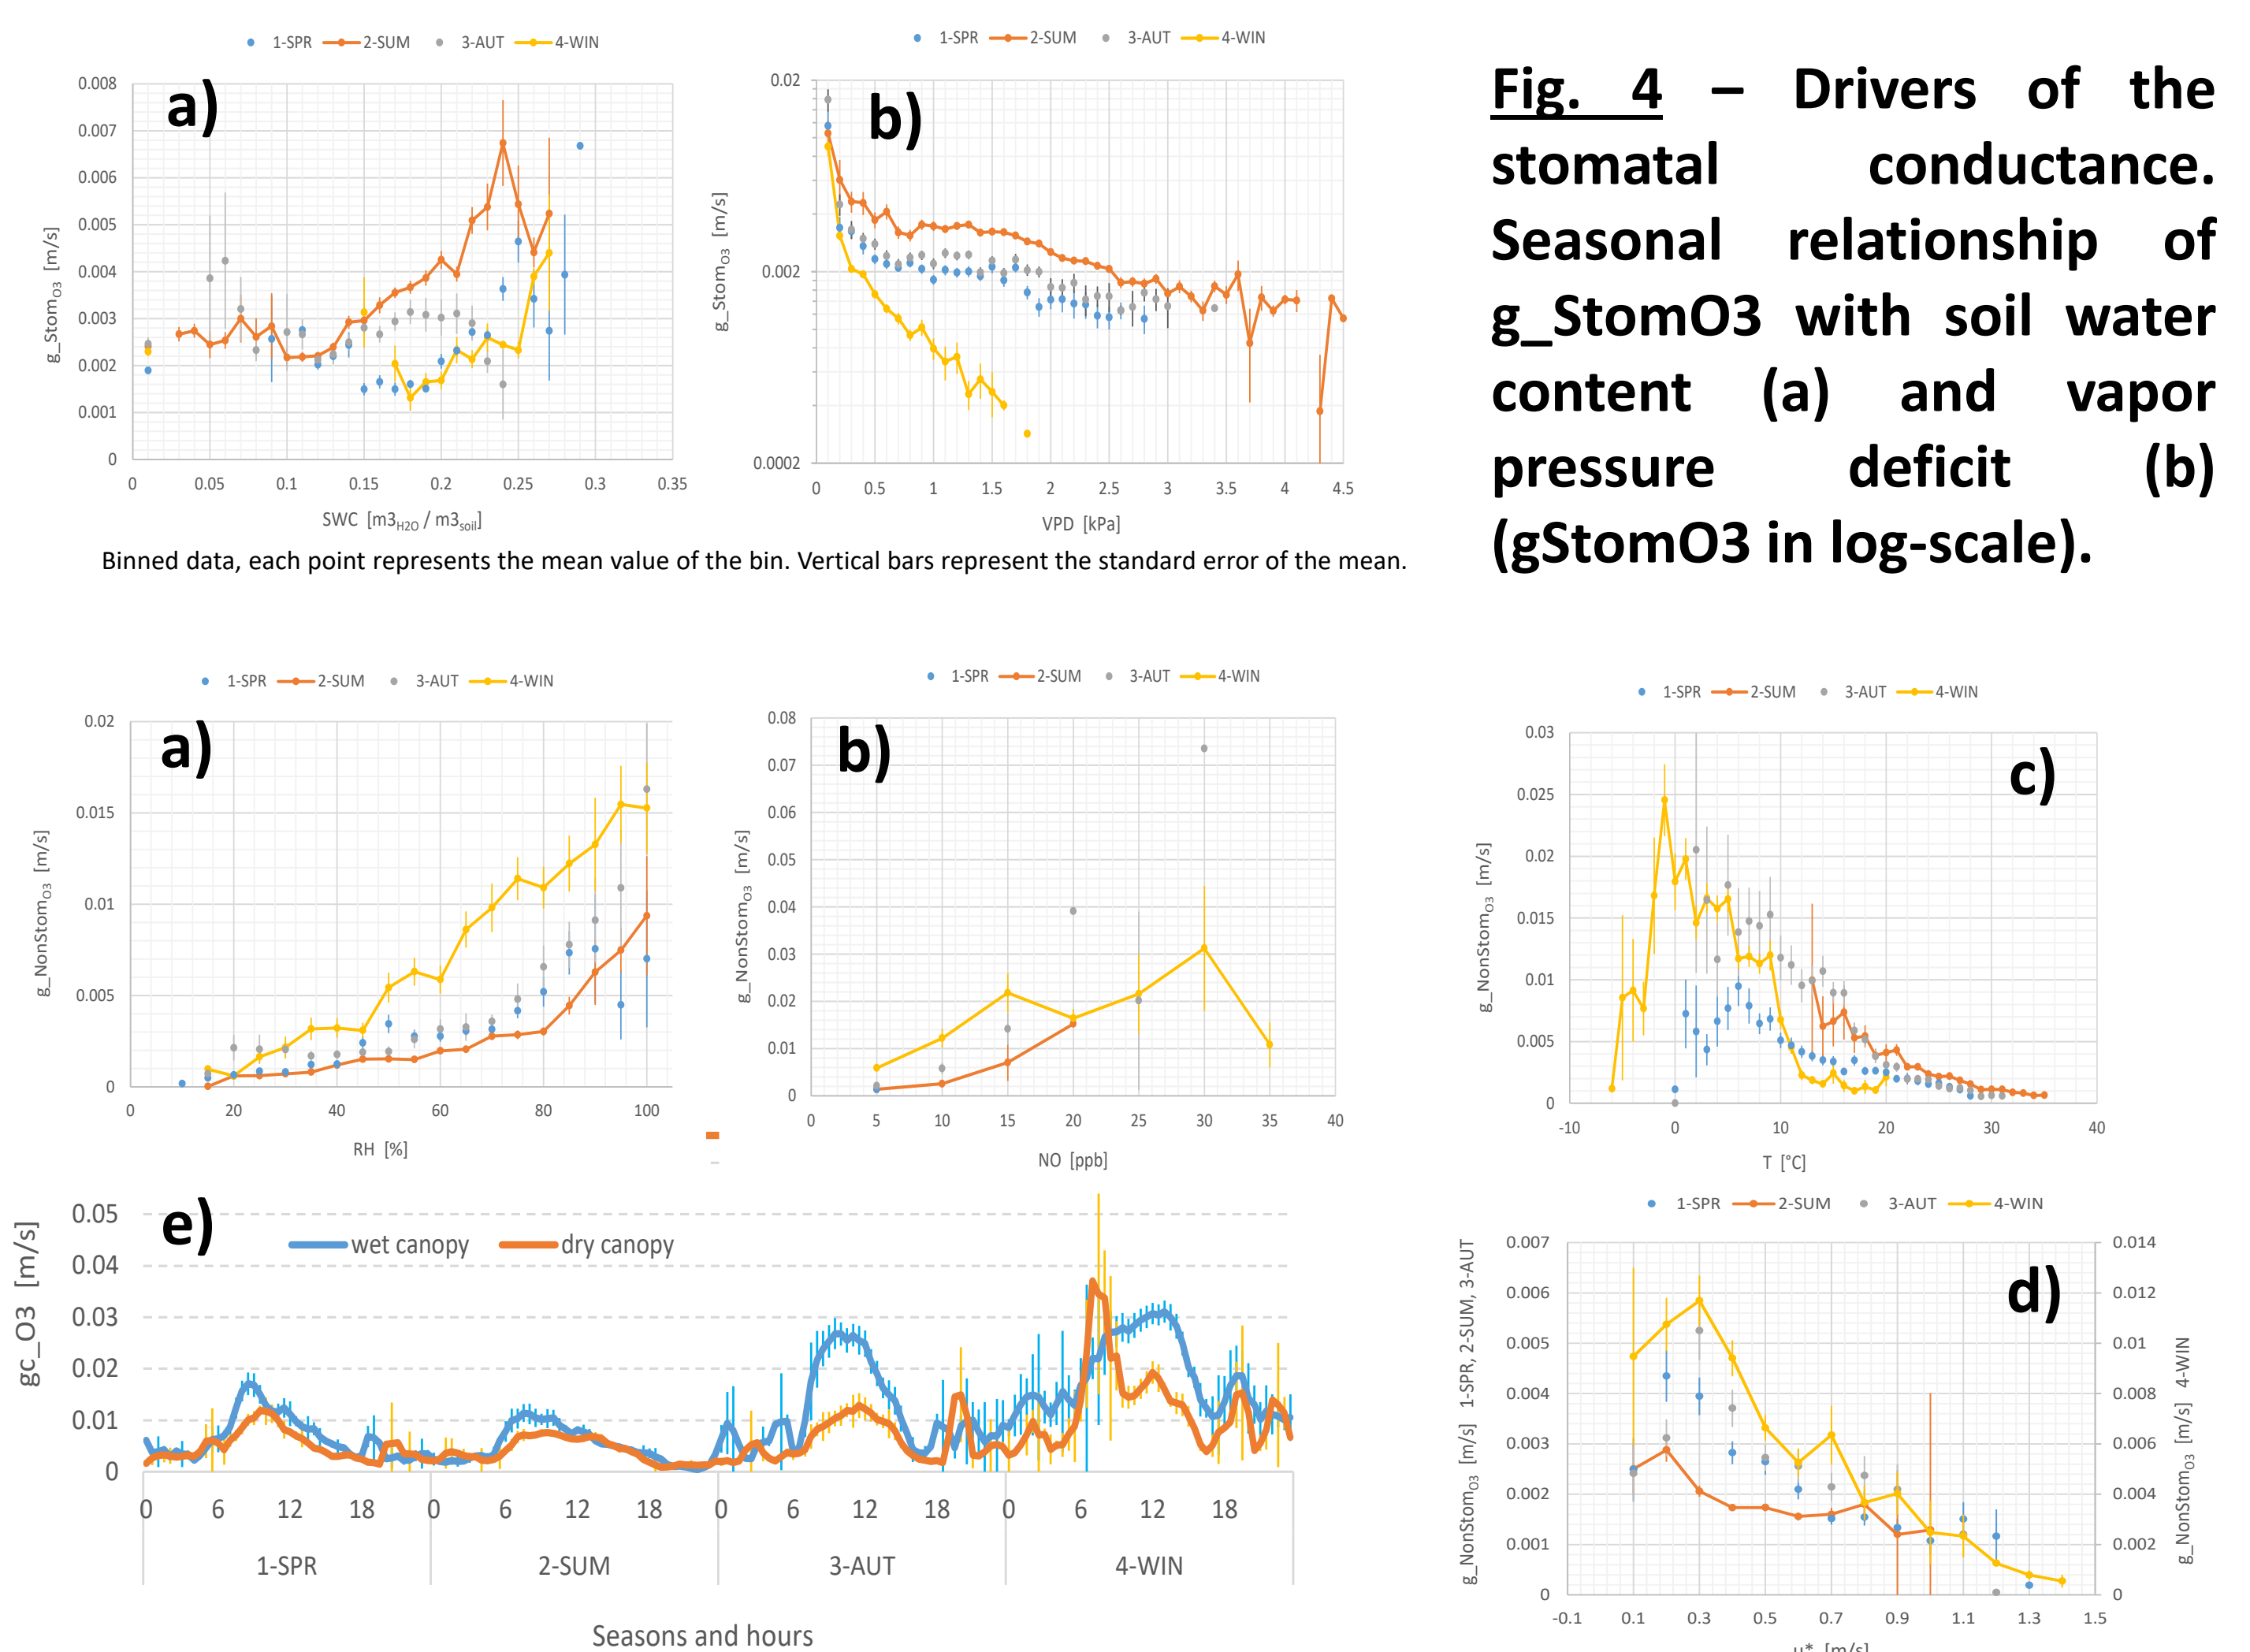 1-SPR 2-SUM 3-AUT 4-WIN
a)
0.008
0.007
0.006
0.005
0.004
0.003
0.002
0.001
0
g_StomO3 [m/s]
0 0.05 0.1 0.15 0.2 0.25 0.3 0.35
SWC [m3H2O / m3soil]
1-SPR 2-SUM 3-AUT 4-WIN
b)
0.02
0.002
0.0002
g_StomO3 [m/s]
0 0.5 1 1.5 2 2.5 3 3.5 4 4.5
VPD [kPa]
Binned data, each point represents the mean value of the bin. Vertical bars represent the standard error of the mean.
Fig. 4 – Drivers of the
stomatal conductance.
Seasonal relationship of
g_StomO3 with soil water
content (a) and vapor
pressure deficit (b)
(gStomO3 in log-scale).
1-SPR 2-SUM 3-AUT 4-WIN
a)
0.02
0.015
0.01
0.005
0
g_NonStomO3 [m/s]
0 20 40 60 80 100
RH [%]
1-SPR 2-SUM 3-AUT 4-WIN
b)
0.08
0.07
0.06
0.05
0.04
0.03
0.02
0.01
0
g_NonStomO3 [m/s]
0 5 10 15 20 25 30 35 40
NO [ppb]
1-SPR 2-SUM 3-AUT 4-WIN
c)
0.03
0.025
0.02
0.015
0.01
0.005
0
g_NonStomO3 [m/s]
-10 0 10 20 30 40
T [°C]
e)
wet canopy dry canopy
0.05
0.04
0.03
0.02
0.01
0
gc_O3 [m/s]
0 6 12 18 0 6 12 18 0 6 12 18 0 6 12 18
1-SPR 2-SUM 3-AUT 4-WIN
Seasons and hours
1-SPR 2-SUM 3-AUT 4-WIN
d)
0.007
0.006
0.005
0.004
0.003
0.002
0.001
0
g_NonStomO3 [m/s] 1-SPR, 2-SUM, 3-AUT
0.014
0.012
0.01
0.008
0.006
0.004
0.002
0
g_NonStomO3 [m/s] 4-WIN
-0.1 0.1 0.3 0.5 0.7 0.9 1.1 1.3 1.5
u* [m/s]